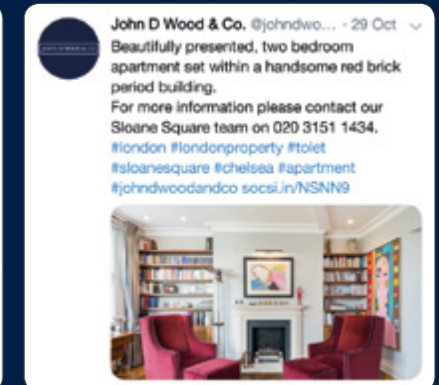 John D Wood & Co. @johndwo... · 29 Oct
Beautifully presented, two bedroom
apartment set within a handsome red brick
period building.
For more information please contact our
Sloane Square team on 020 3151 1434.
#london #londonproperty #tolet
#sloanesquare #chelsea #apartment
#johndwoodandco socsi.in/NSNN9